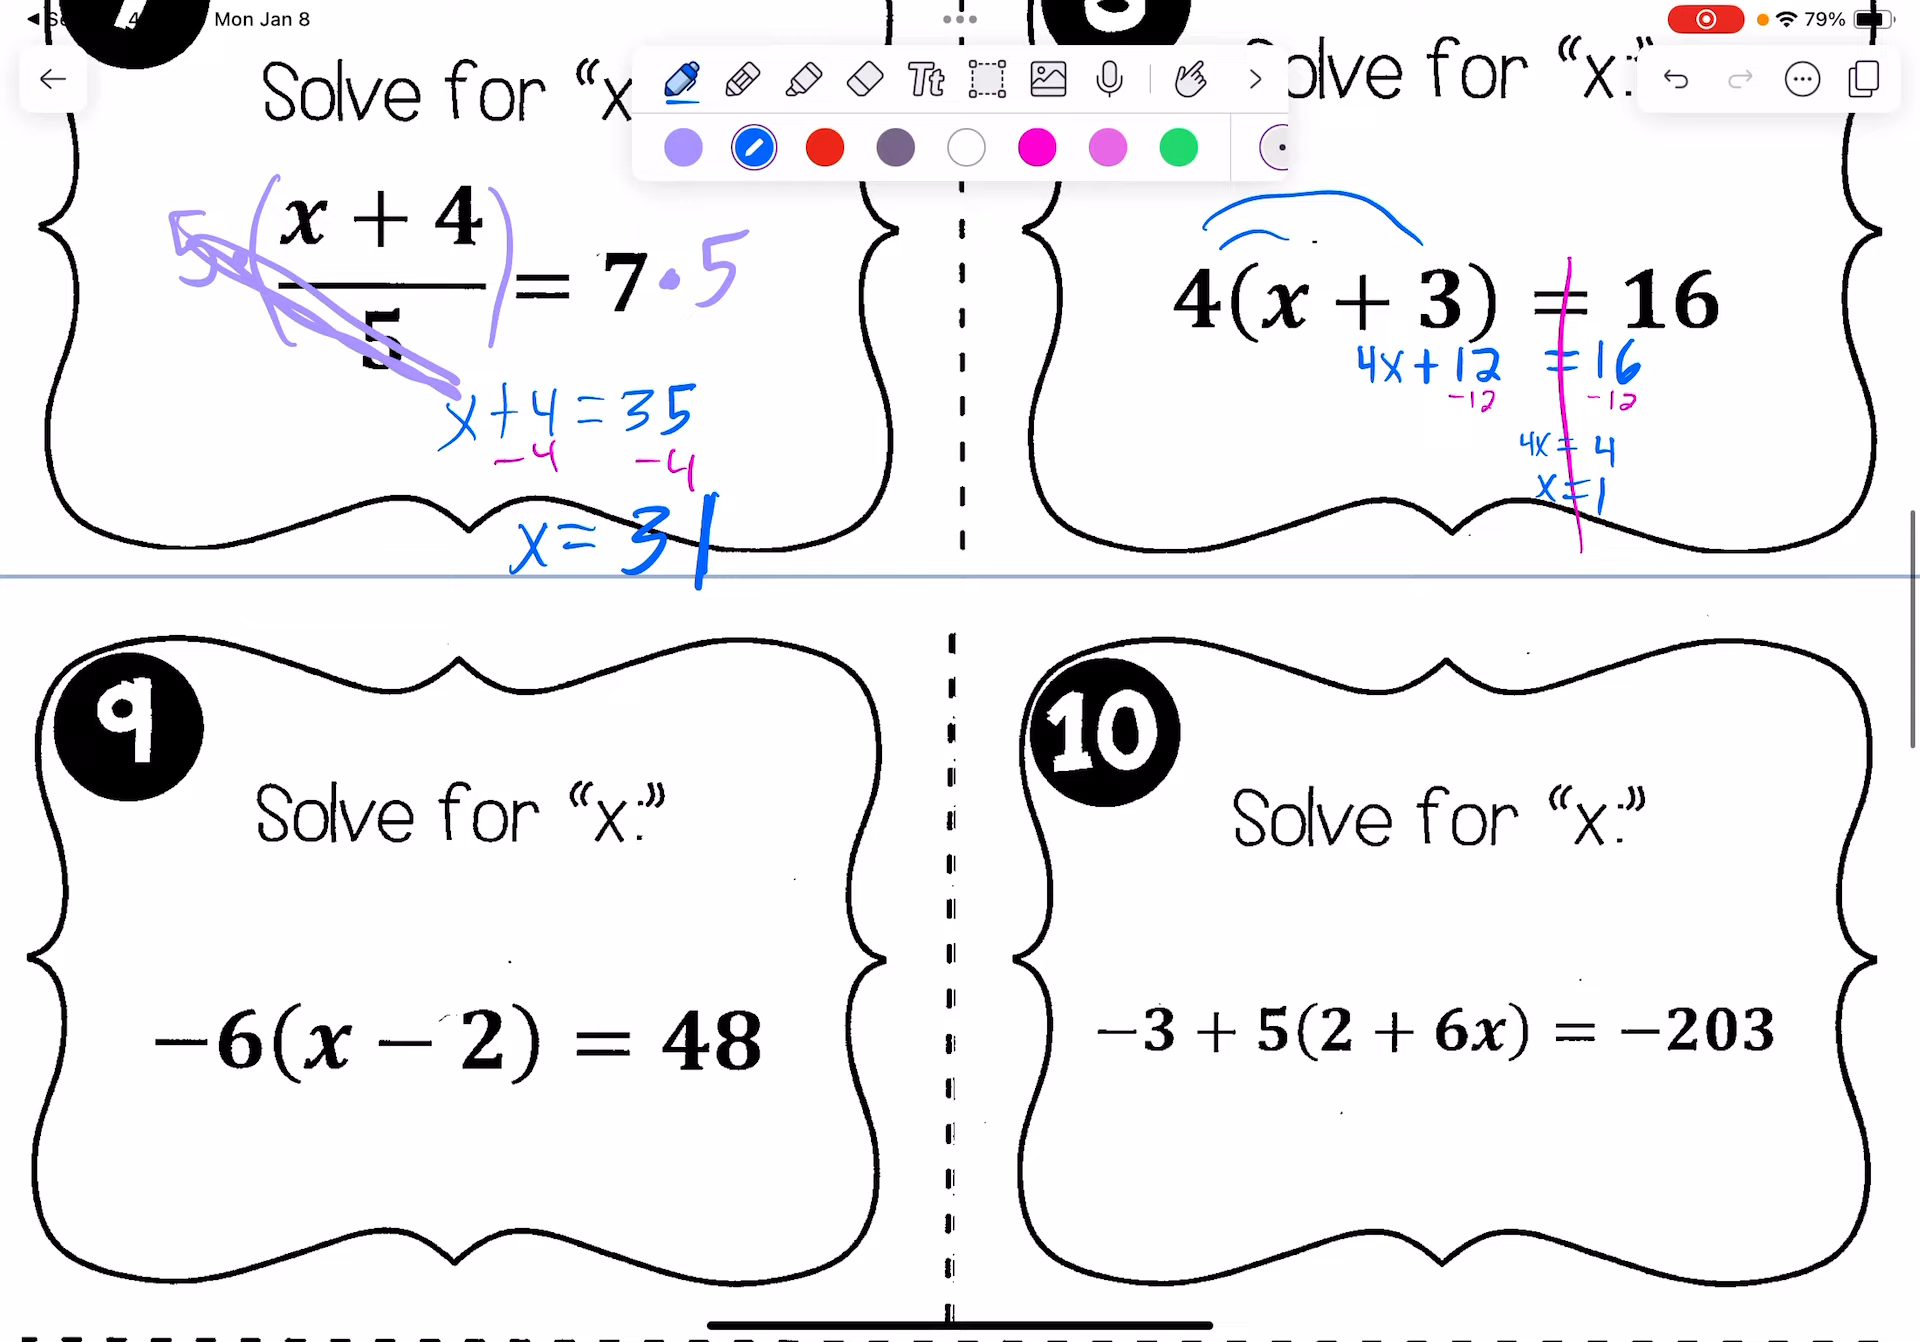 Mon Jan 8
79%
Tt
Solve for “x
x + 4
5
5 ·
= 7 · 5
x + 4 = 35
-4 -4
x = 31
olve for “x:”
4(x + 3) = 16
4x + 12 = 16
-12 -12
4x = 4
x = 1
9
Solve for “x:”
−6(x − 2) = 48
10
Solve for “x:”
−3 + 5(2 + 6x) = −203